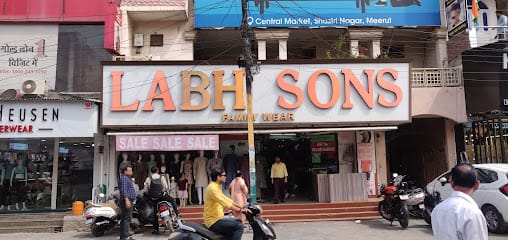 Central Market, Shastri Nagar, Meerut
गोल्ड लोन
विज़िट में
LABH SONS
FAMILY WEAR
HEUSEN
ERWEAR
SALE SALE SALE